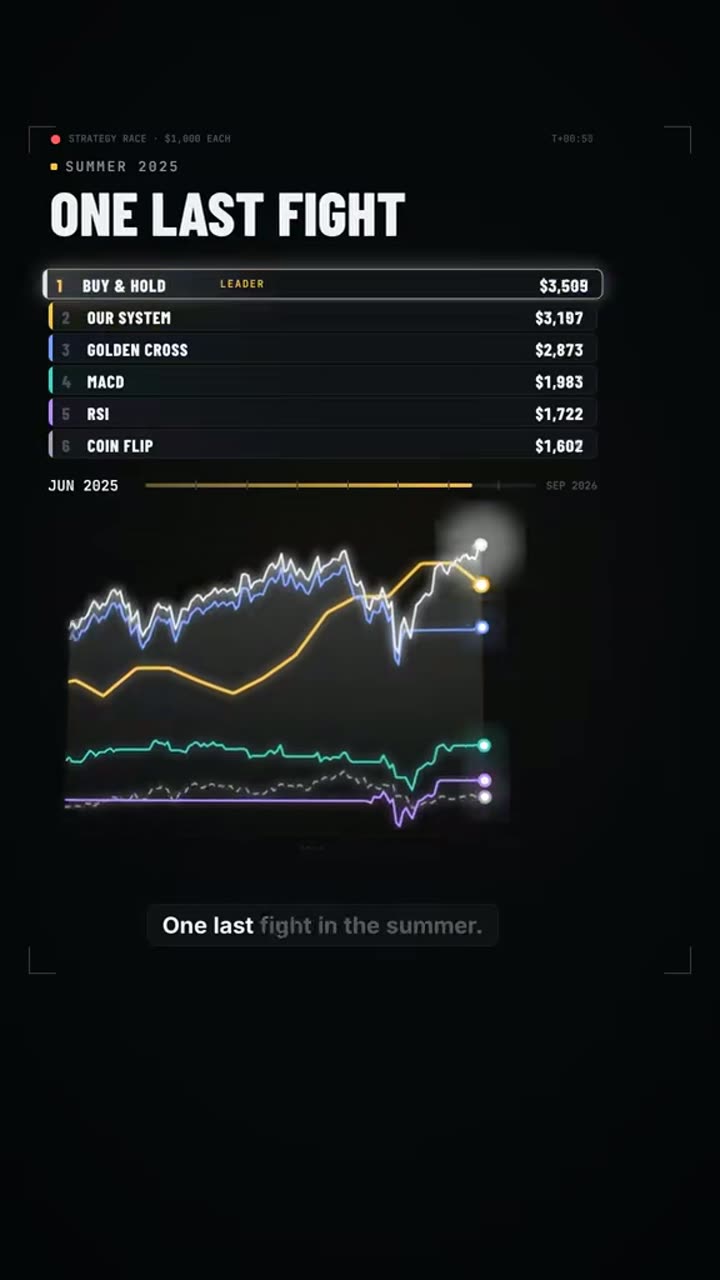 STRATEGY RACE · $1,000 EACH
T+00:58
SUMMER 2025
ONE LAST FIGHT
1 BUY & HOLD LEADER $3,509
2 OUR SYSTEM $3,197
3 GOLDEN CROSS $2,873
4 MACD $1,983
5 RSI $1,722
6 COIN FLIP $1,602
JUN 2025 SEP 2026
One last fight in the summer.